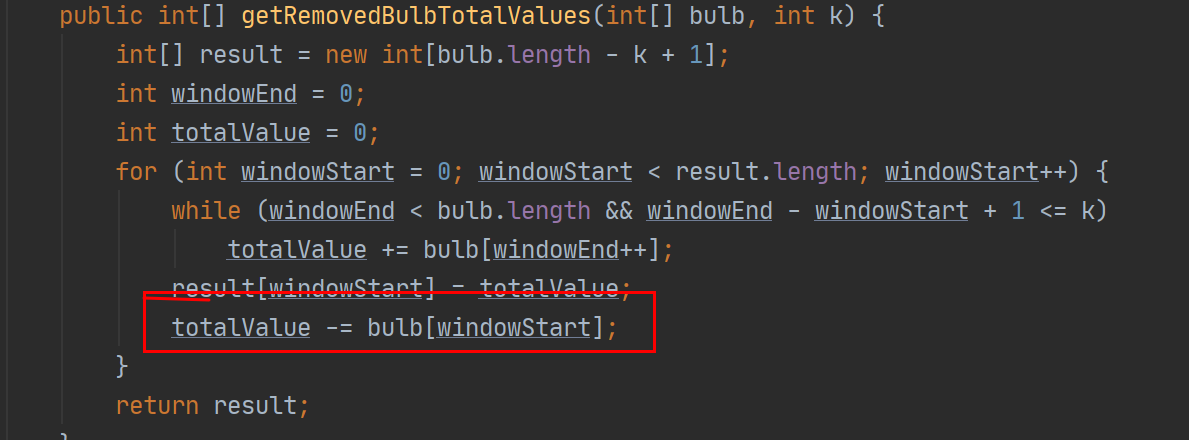 public int[] getRemovedBulbTotalValues(int[] bulb, int k) {
int[] result = new int[bulb.length - k + 1];
int windowEnd = 0;
int totalValue = 0;
for (int windowStart = 0; windowStart < result.length; windowStart++) {
while (windowEnd < bulb.length && windowEnd - windowStart + 1 <= k)
totalValue += bulb[windowEnd++];
result[windowStart] = totalValue;
totalValue -= bulb[windowStart];
}
return result;
}